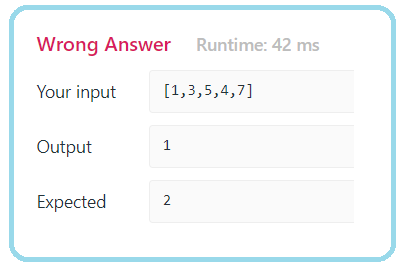 Wrong Answer Runtime: 42 ms
Your input [1,3,5,4,7]
Output 1
Expected 2